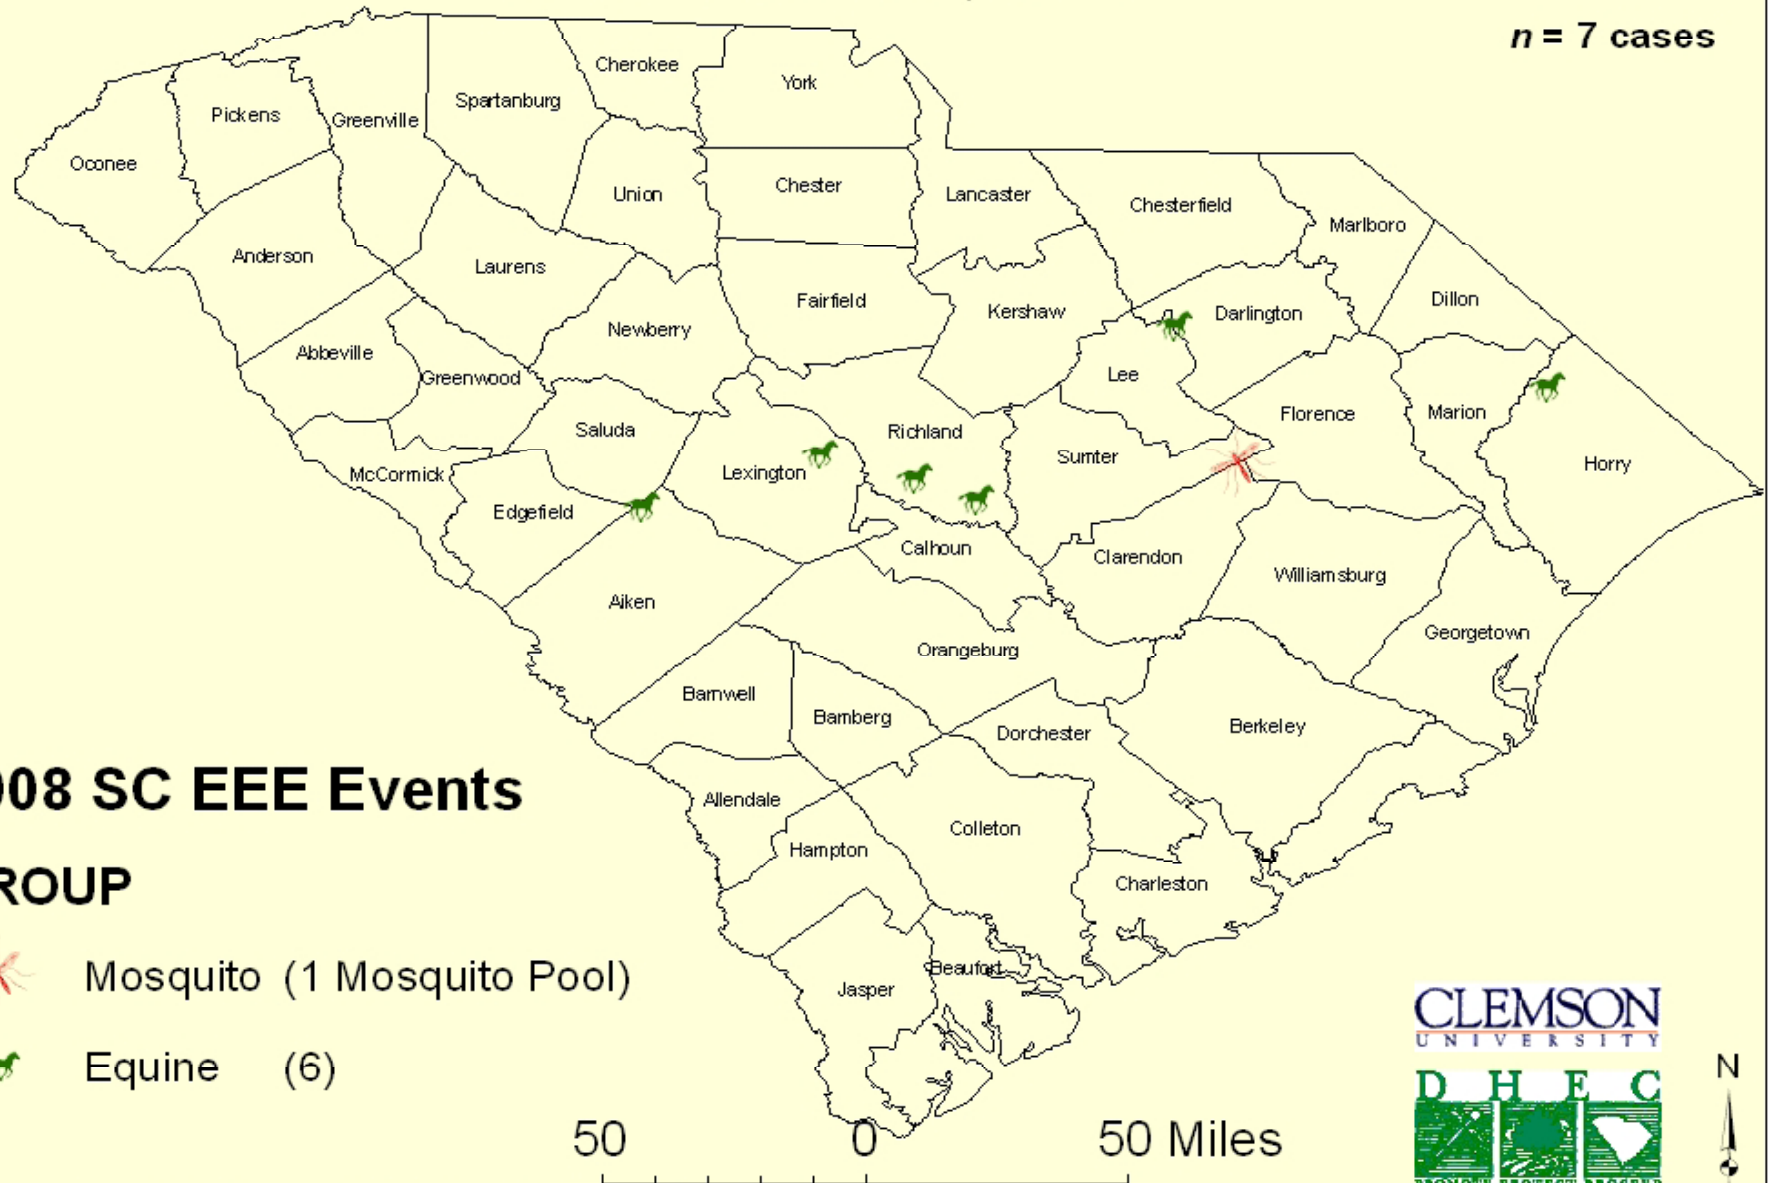 n = 7 cases
Cherokee
York
Spartanburg
Pickens
Greenville
Oconee
Union
Chester
Lancaster
Chesterfield
Marlboro
Anderson
Laurens
Fairfield
Kershaw
Darlington
Dillon
Newberry
Abbeville
Greenwood
Lee
Florence
Marion
Saluda
Richland
Sumter
Horry
McCormick
Lexington
Edgefield
Calhoun
Clarendon
Williamsburg
Aiken
Georgetown
Orangeburg
Barnwell
Bamberg
Dorchester
Berkeley
08 SC EEE Events
Allendale
Colleton
Hampton
Charleston
ROUP
Mosquito (1 Mosquito Pool)
Beaufort
Jasper
Equine (6)
CLEMSON
UNIVERSITY
N
DHEC
50 0 50 Miles